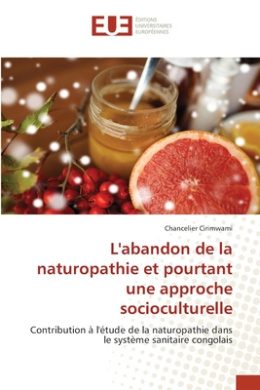 EUE
ÉDITIONS
UNIVERSITAIRES
EUROPÉENNES
Chancelier Cirimwami
L'abandon de la
naturopathie et pourtant
une approche
socioculturelle
Contribution à l'étude de la naturopathie dans
le système sanitaire congolais